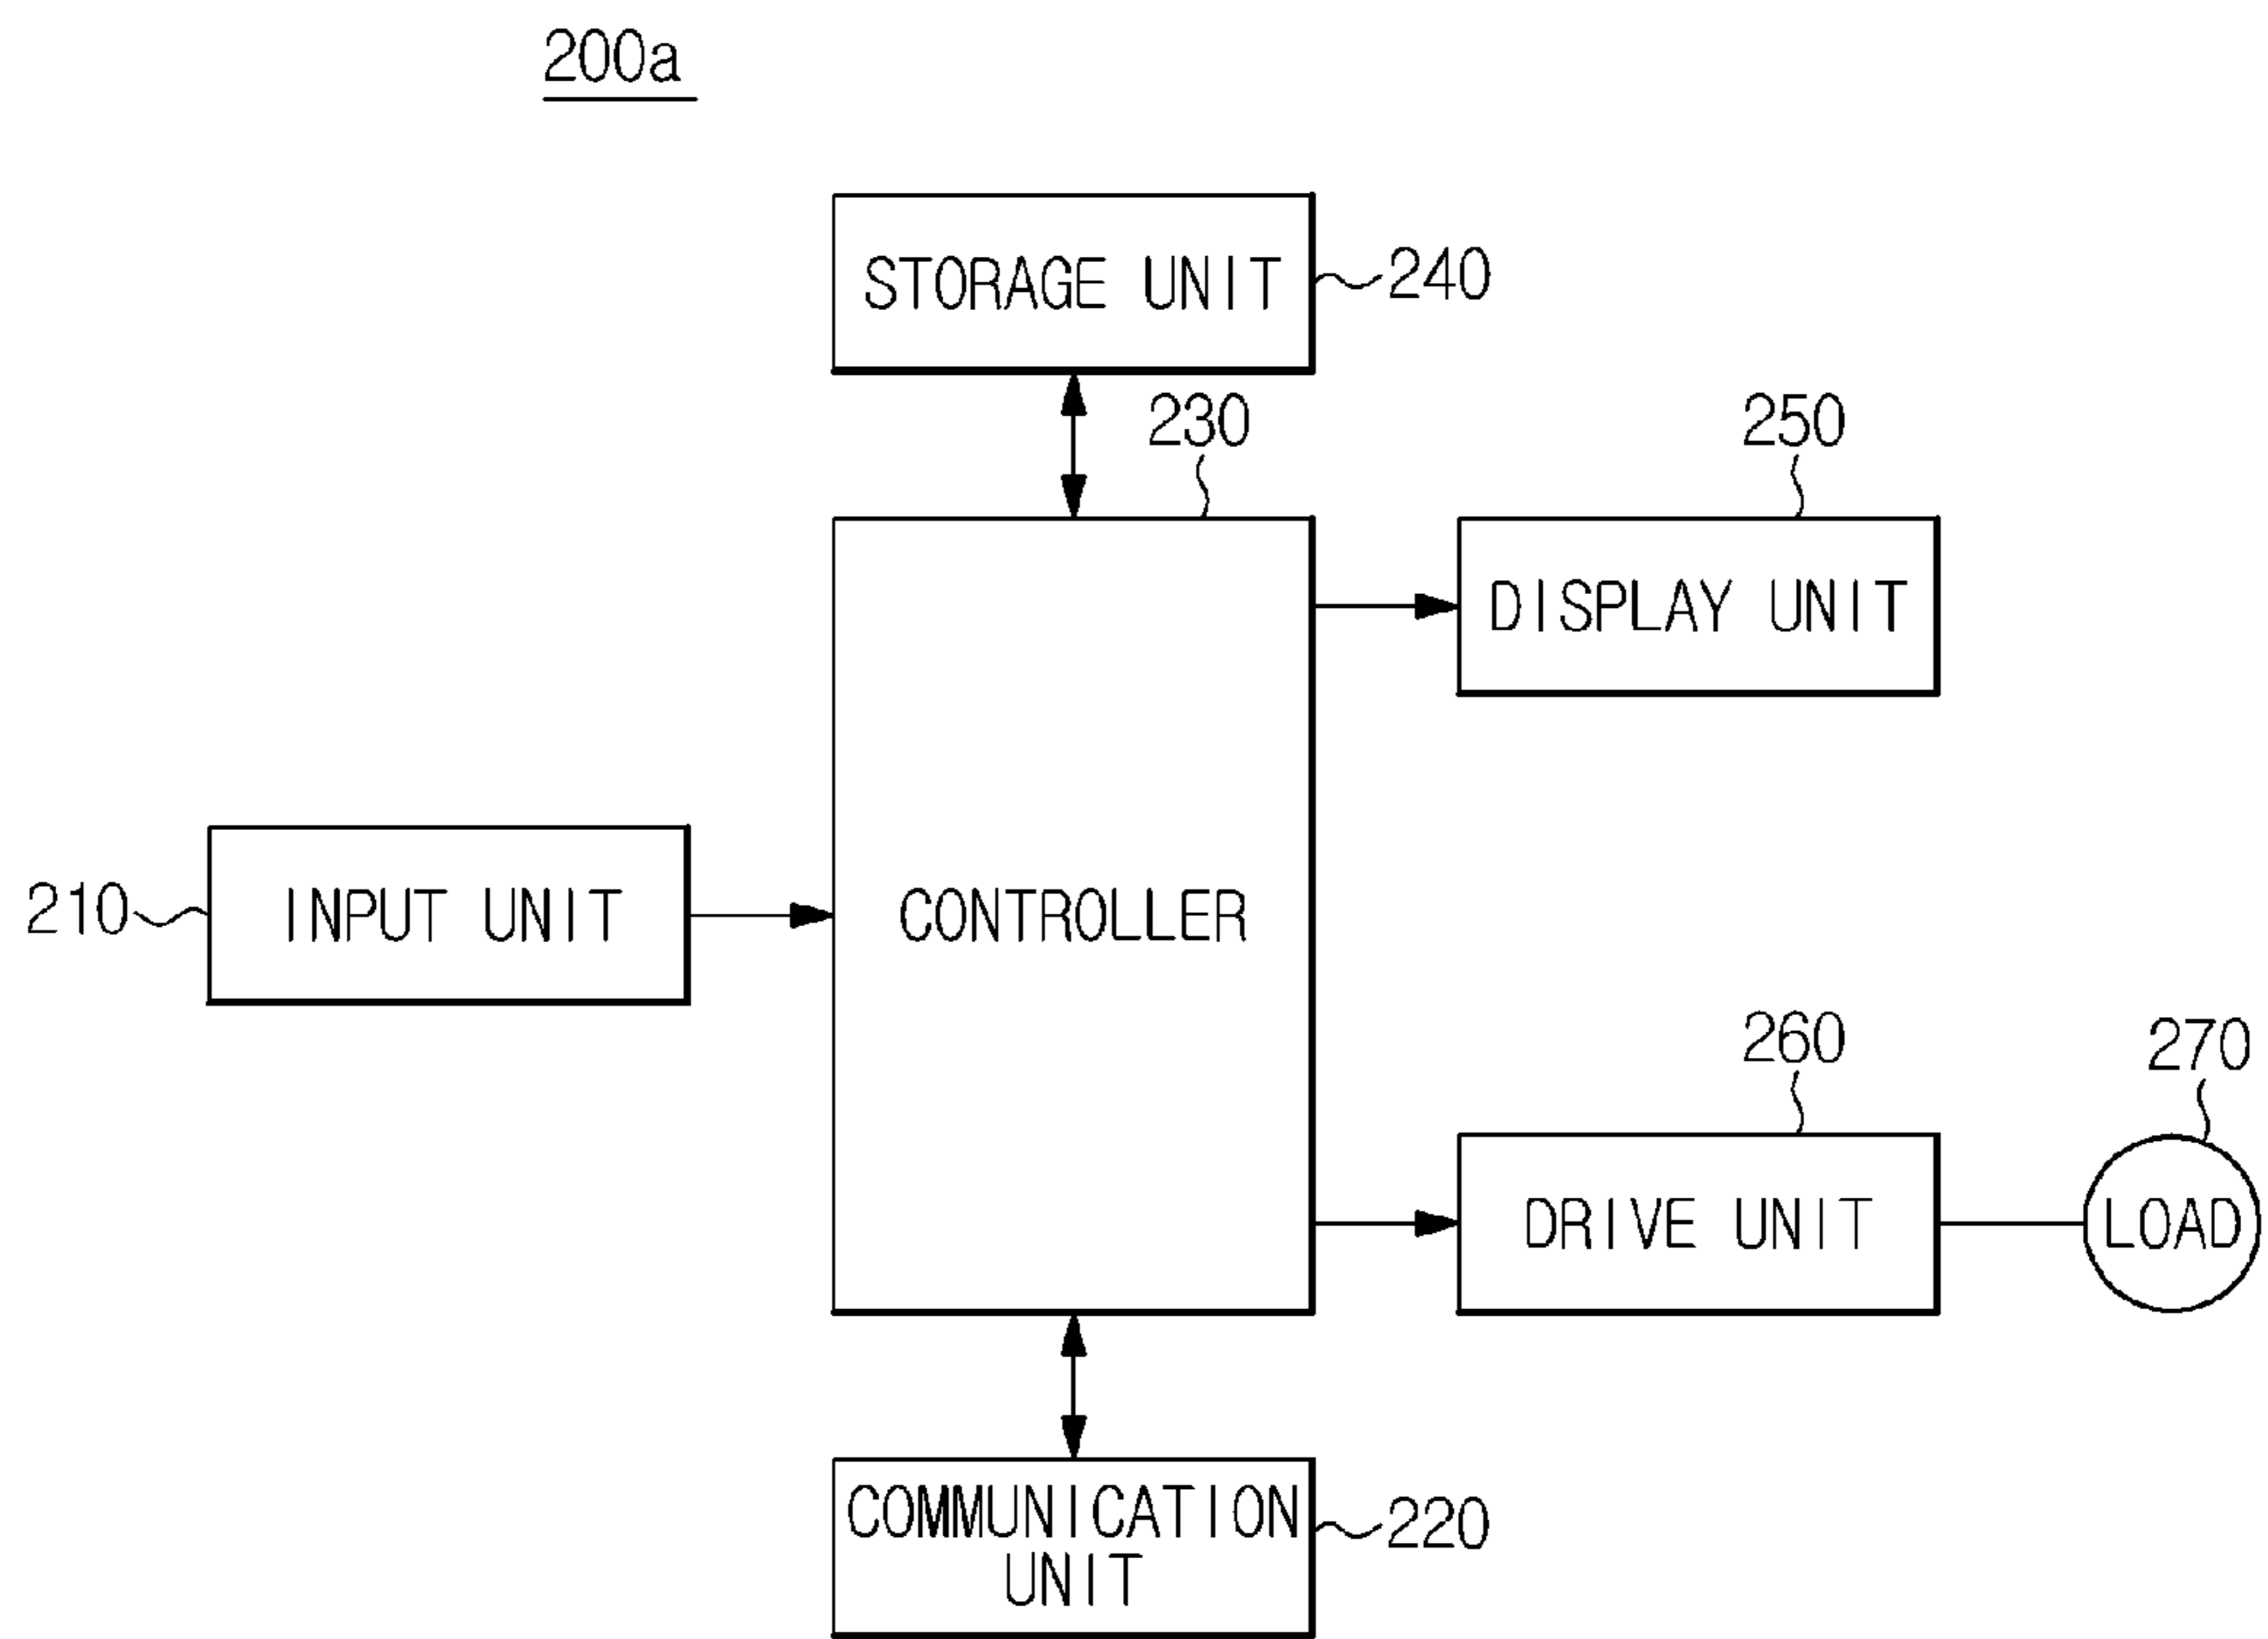 200a
STORAGE UNIT
240
230
250
DISPLAY UNIT
210
INPUT UNIT
CONTROLLER
260
270
DRIVE UNIT
LOAD
COMMUNICATION
UNIT
220